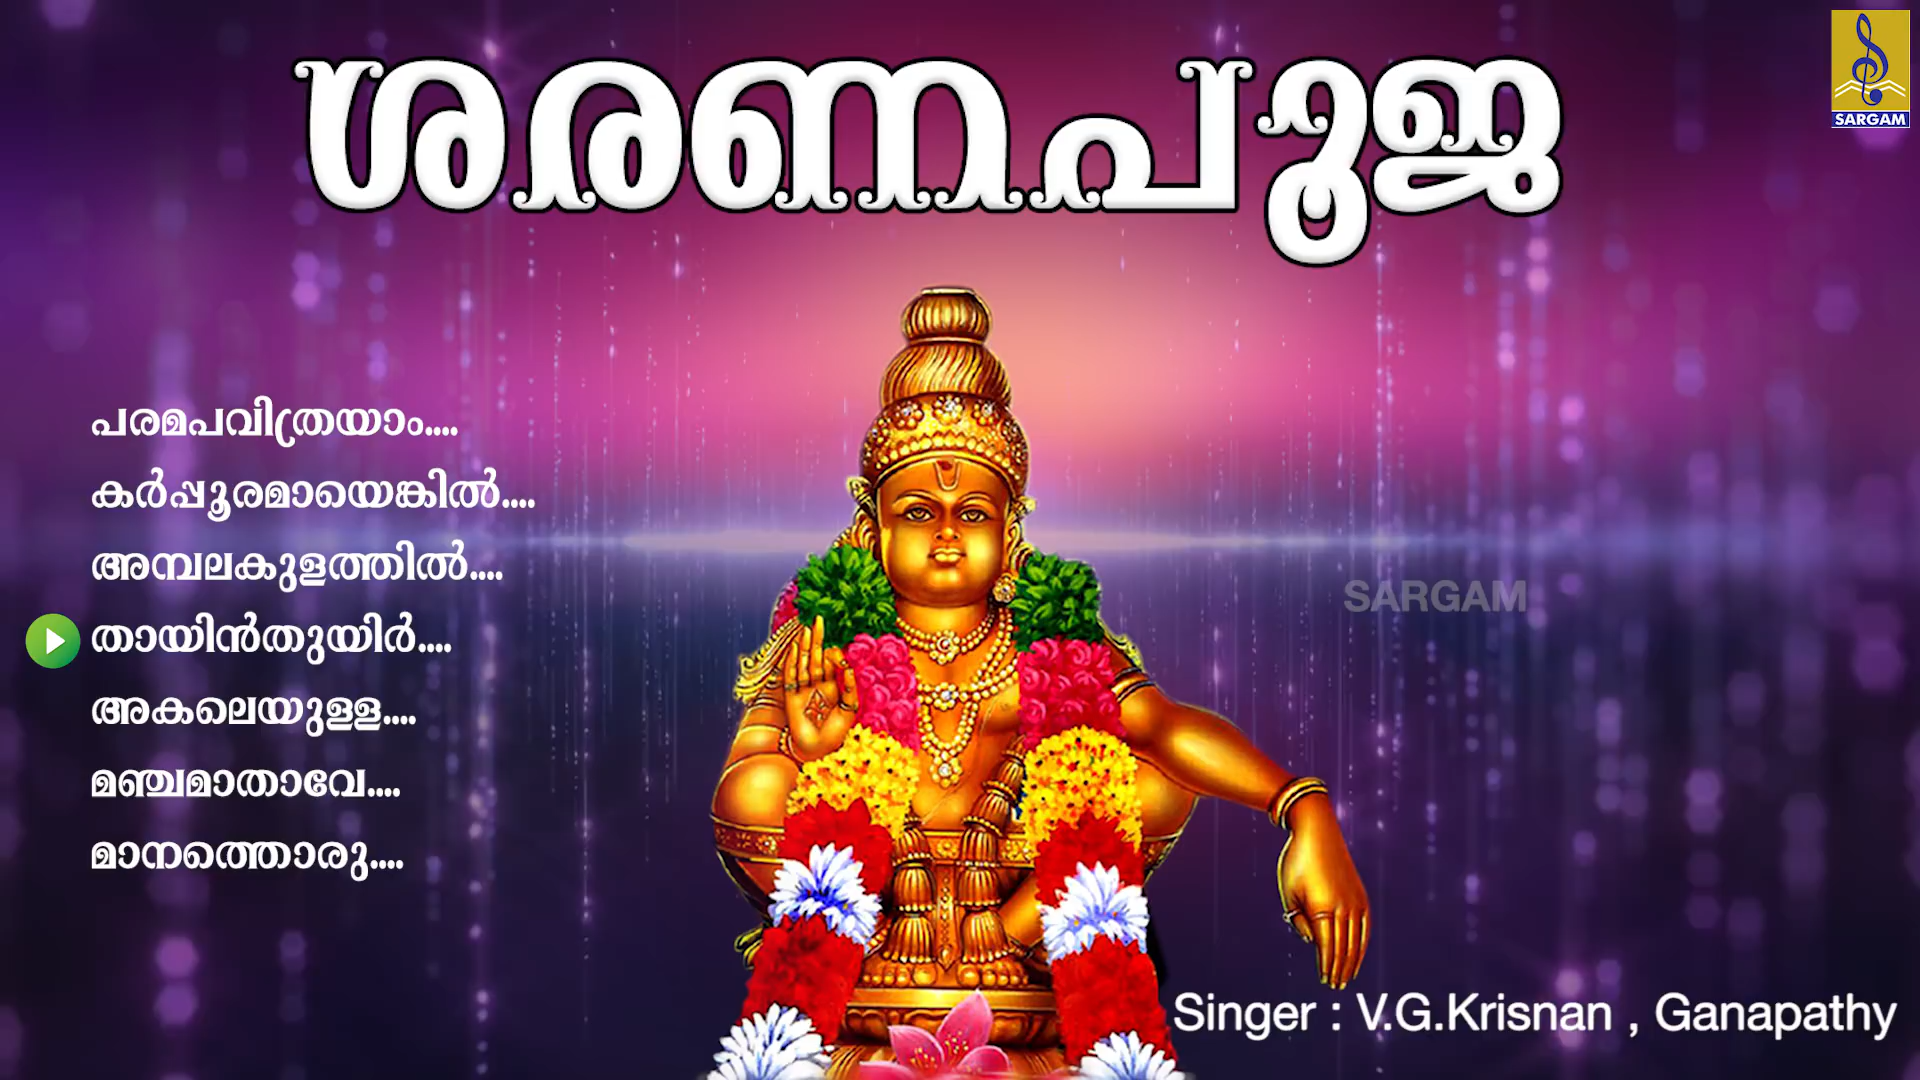 ശരണപൂജ
SARGAM
പരമപവിത്രയാം....
കർപ്പൂരമായെങ്കിൽ....
അമ്പലകുളത്തിൽ....
തായിൻതുയിർ....
അകലെയുള്ള....
മഞ്ചമാതാവേ....
മാനത്തൊരു....
SARGAM
Singer : V.G.Krisnan , Ganapathy